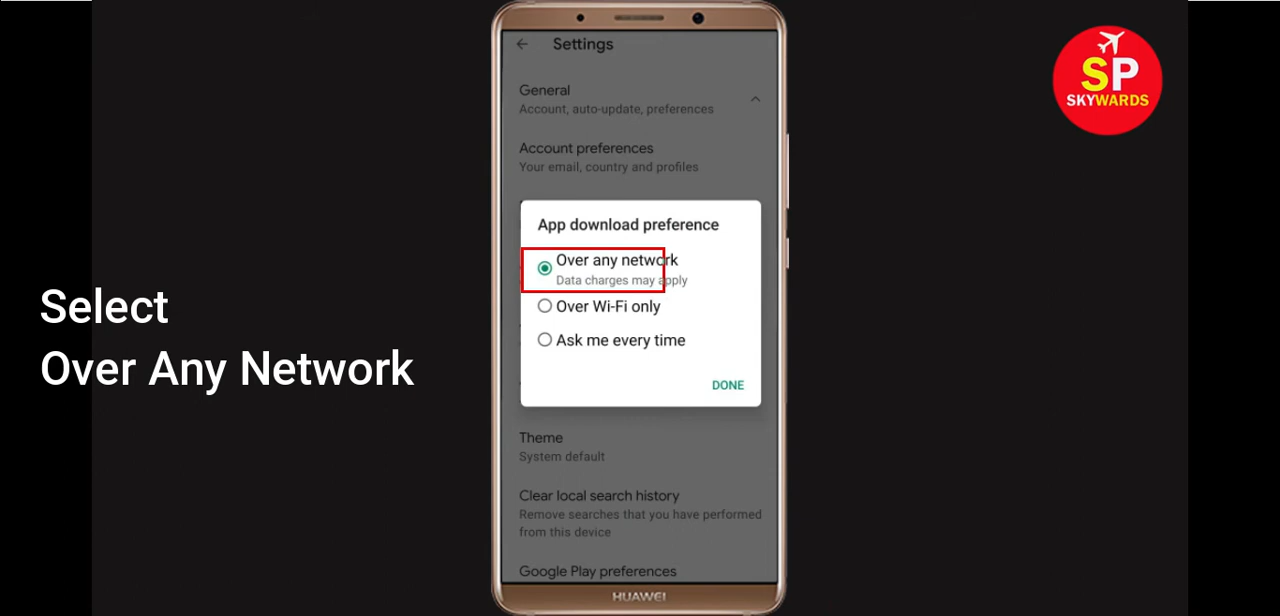 Settings
SP
SKYWARDS
General
Account, auto-update, preferences
Account preferences
Your email, country and profiles
App download preference
Over any network
Data charges may apply
Over Wi-Fi only
Ask me every time
DONE
Select
Over Any Network
Theme
System default
Clear local search history
Remove searches that you have performed
from this device
Google Play preferences
HUAWEI